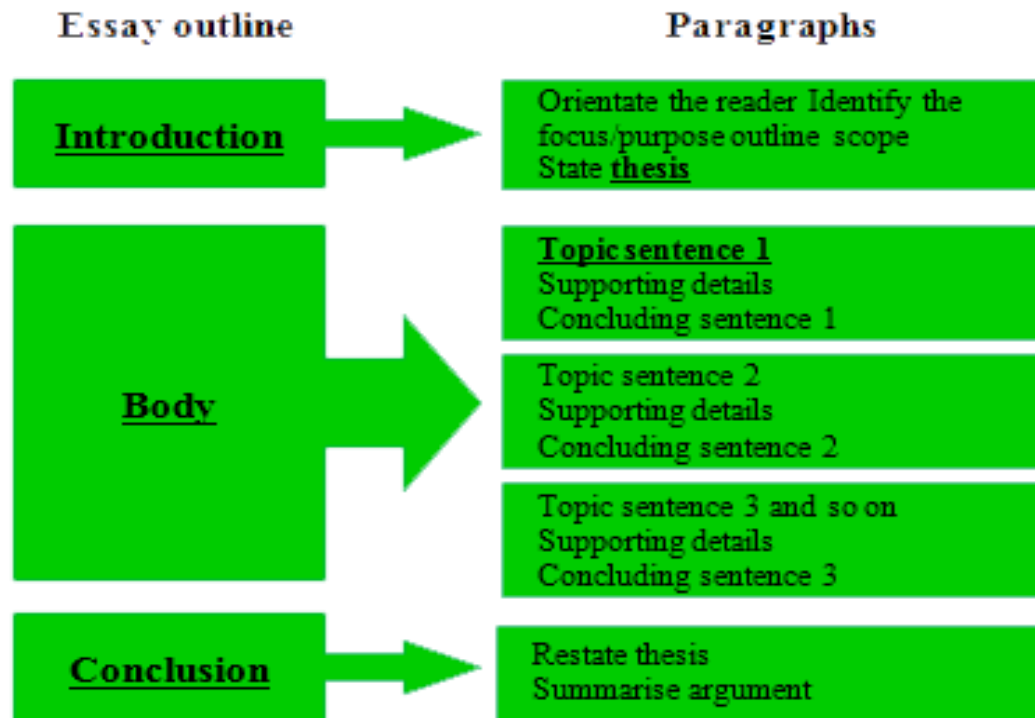 Essay outline
Paragraphs
Introduction
Orientate the reader Identify the
focus/purpose outline scope
State thesis
Body
Topic sentence 1
Supporting details
Concluding sentence 1
Topic sentence 2
Supporting details
Concluding sentence 2
Topic sentence 3 and so on
Supporting details
Concluding sentence 3
Conclusion
Restate thesis
Summarise argument